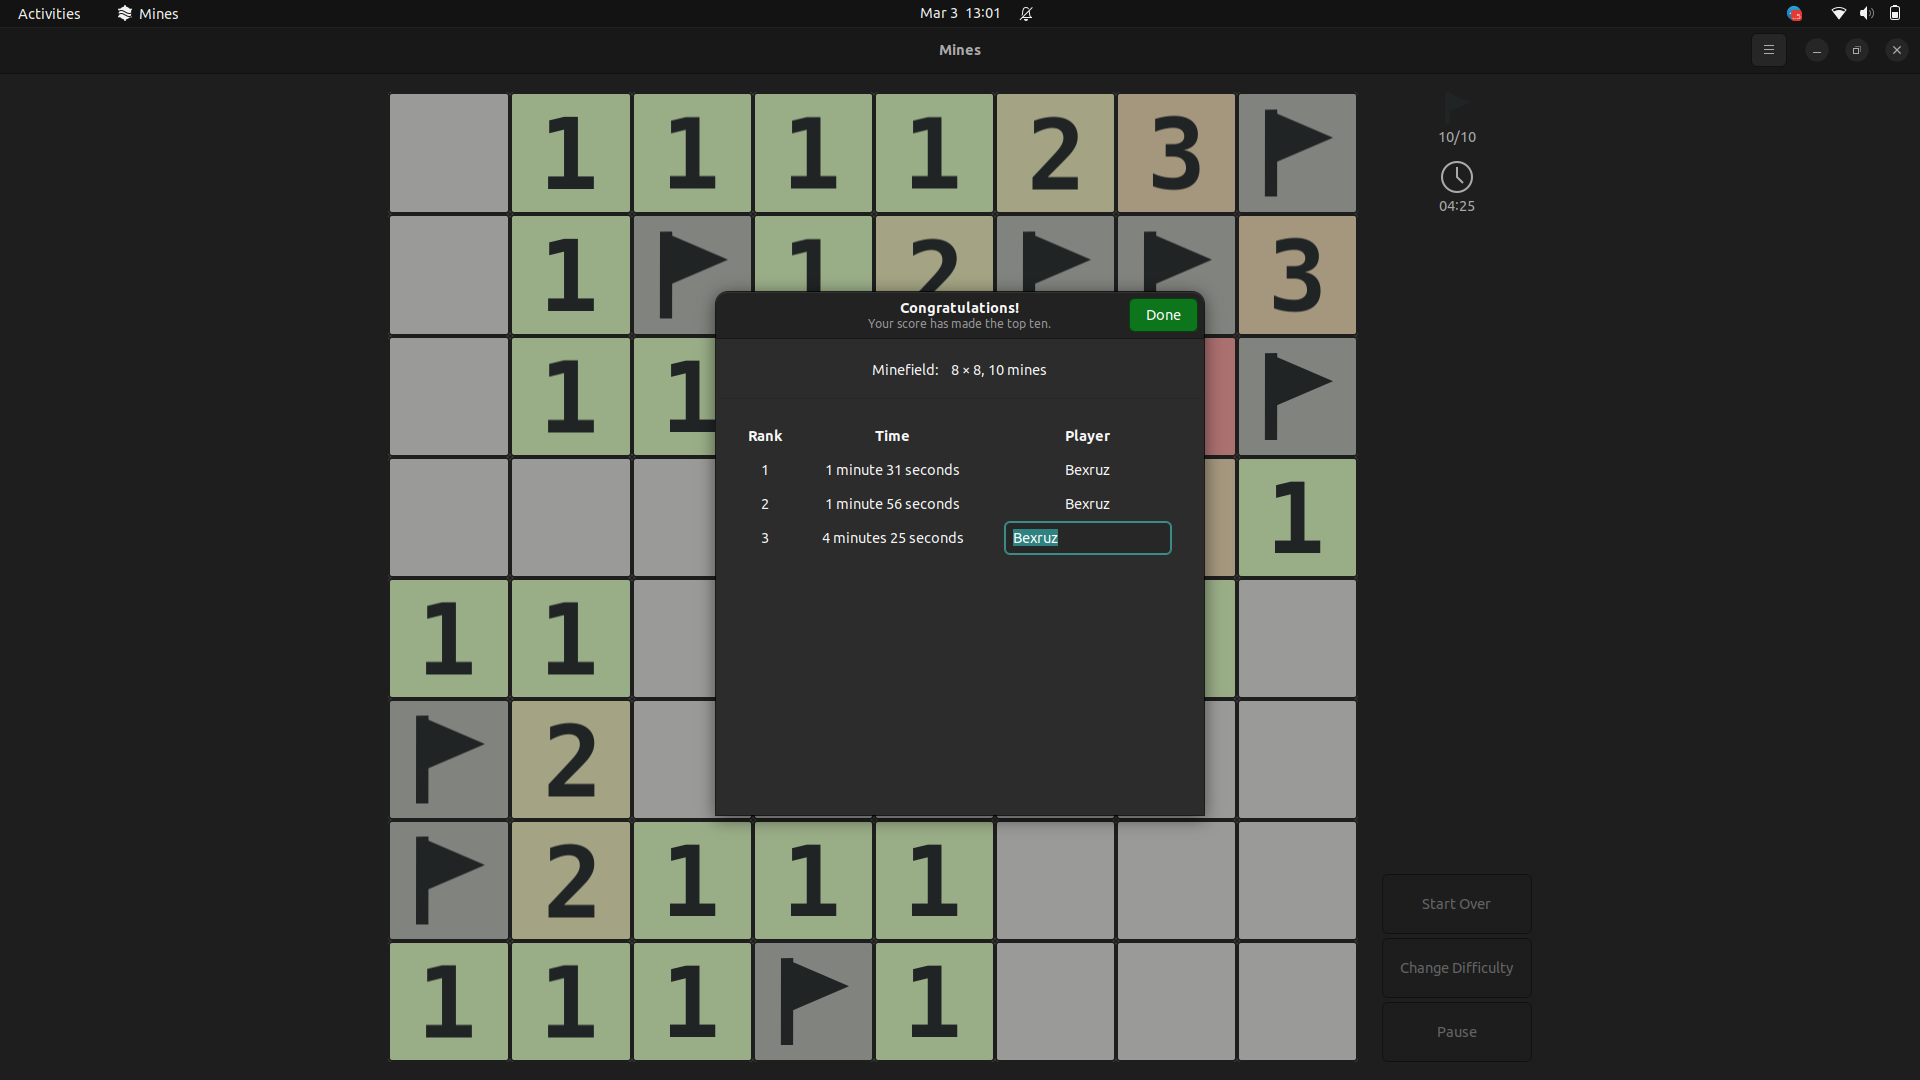 Activities Mines Mar 3 13:01
Mines
1 1 1 1 2 3
10/10
04:25
1 1 2 3
Congratulations!
Your score has made the top ten.
Done
Minefield: 8 × 8, 10 mines
1 1
Rank Time Player
1 1 minute 31 seconds Bexruz
2 1 minute 56 seconds Bexruz
3 4 minutes 25 seconds Bexruz
1
1 1
2
2 1 1 1
1 1 1 1
Start Over
Change Difficulty
Pause